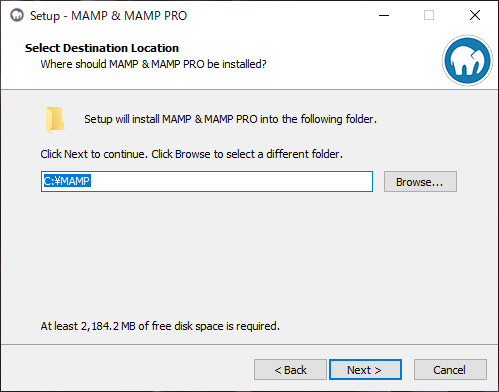 Setup - MAMP & MAMP PRO
Select Destination Location
Where should MAMP & MAMP PRO be installed?
Setup will install MAMP & MAMP PRO into the following folder.
Click Next to continue. Click Browse to select a different folder.
C:¥MAMP
Browse...
At least 2,184.2 MB of free disk space is required.
< Back
Next >
Cancel